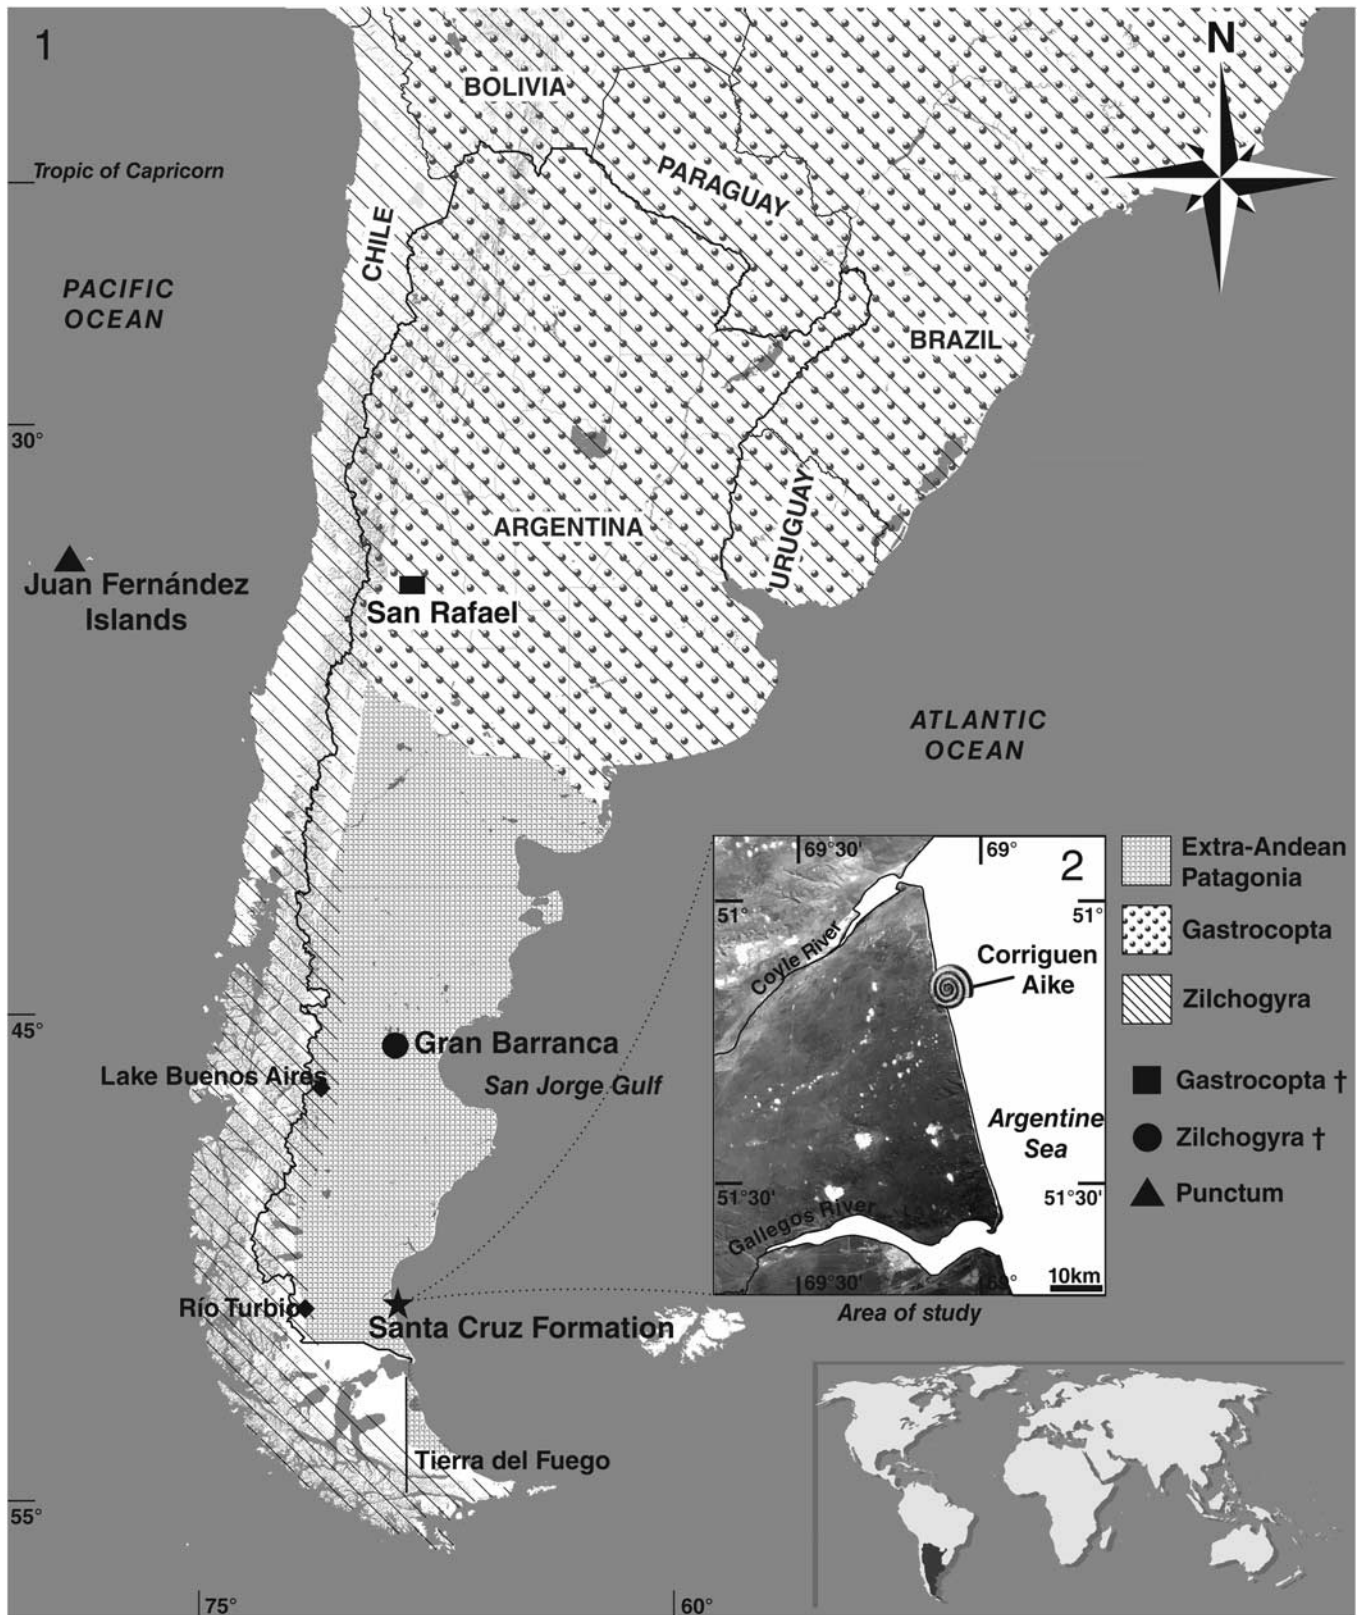 1
N
BOLIVIA
Tropic of Capricorn
PARAGUAY
CHILE
PACIFIC
OCEAN
BRAZIL
30°
URUGUAY
ARGENTINA
Juan Fernández
Islands
San Rafael
ATLANTIC
OCEAN
45°
Gran Barranca
Lake Buenos Aires
San Jorge Gulf
Río Turbio
Santa Cruz Formation
Tierra del Fuego
55°
75°
60°
69°30'
69°
2
51°
51°
Coyle River
Corriguen
Aike
Argentine
Sea
51°30'
51°30'
Gallegos River
69°30'
69°
10km
Area of study
Extra-Andean
Patagonia
Gastrocopta
Zilchogyra
Gastrocopta †
Zilchogyra †
Punctum